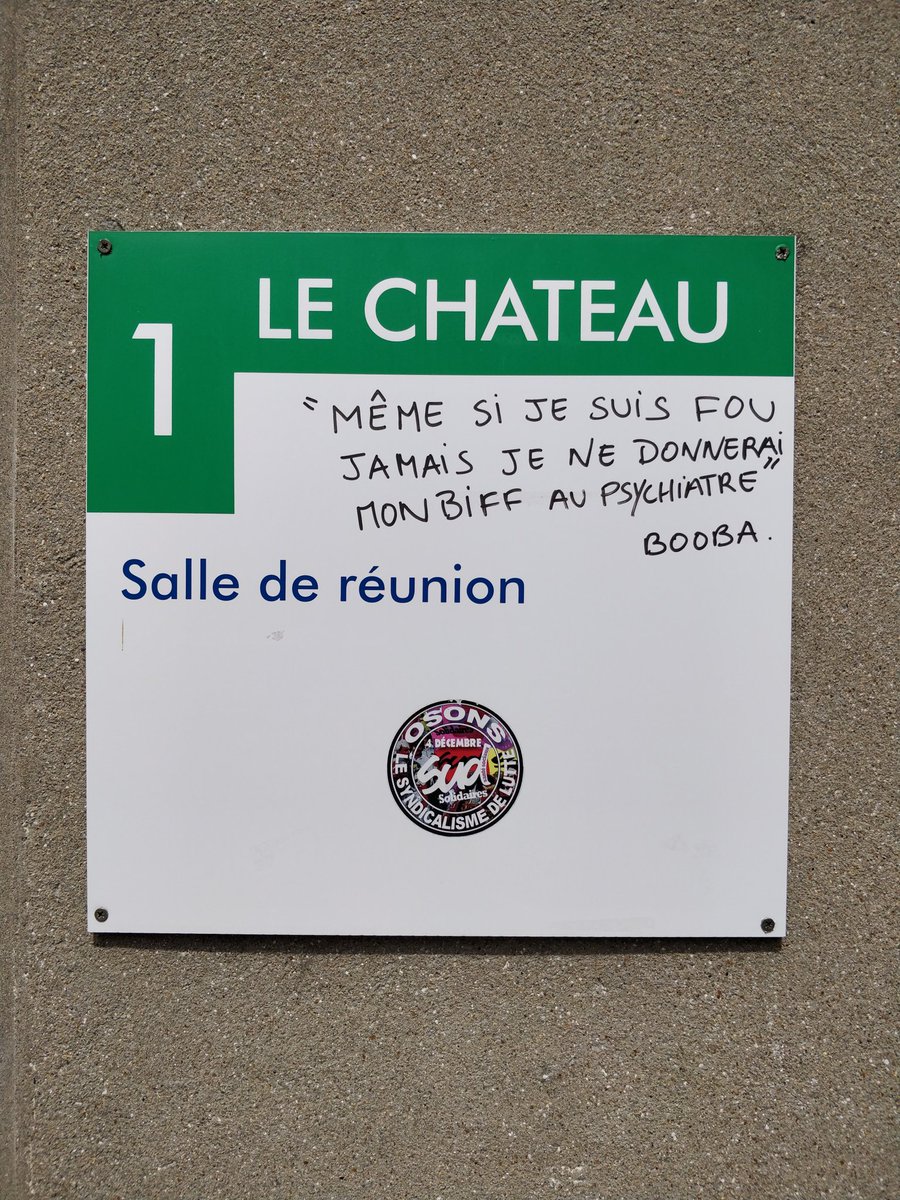 1
LE CHATEAU
"MÊME SI JE SUIS FOU
JAMAIS JE NE DONNERAI
MON BIFF AU PSYCHIATRE"
BOOBA.
Salle de réunion
OSONS
Solidaires
4 DÉCEMBRE
Sud
Solidaires
LE SYNDICALISME DE LUTTE